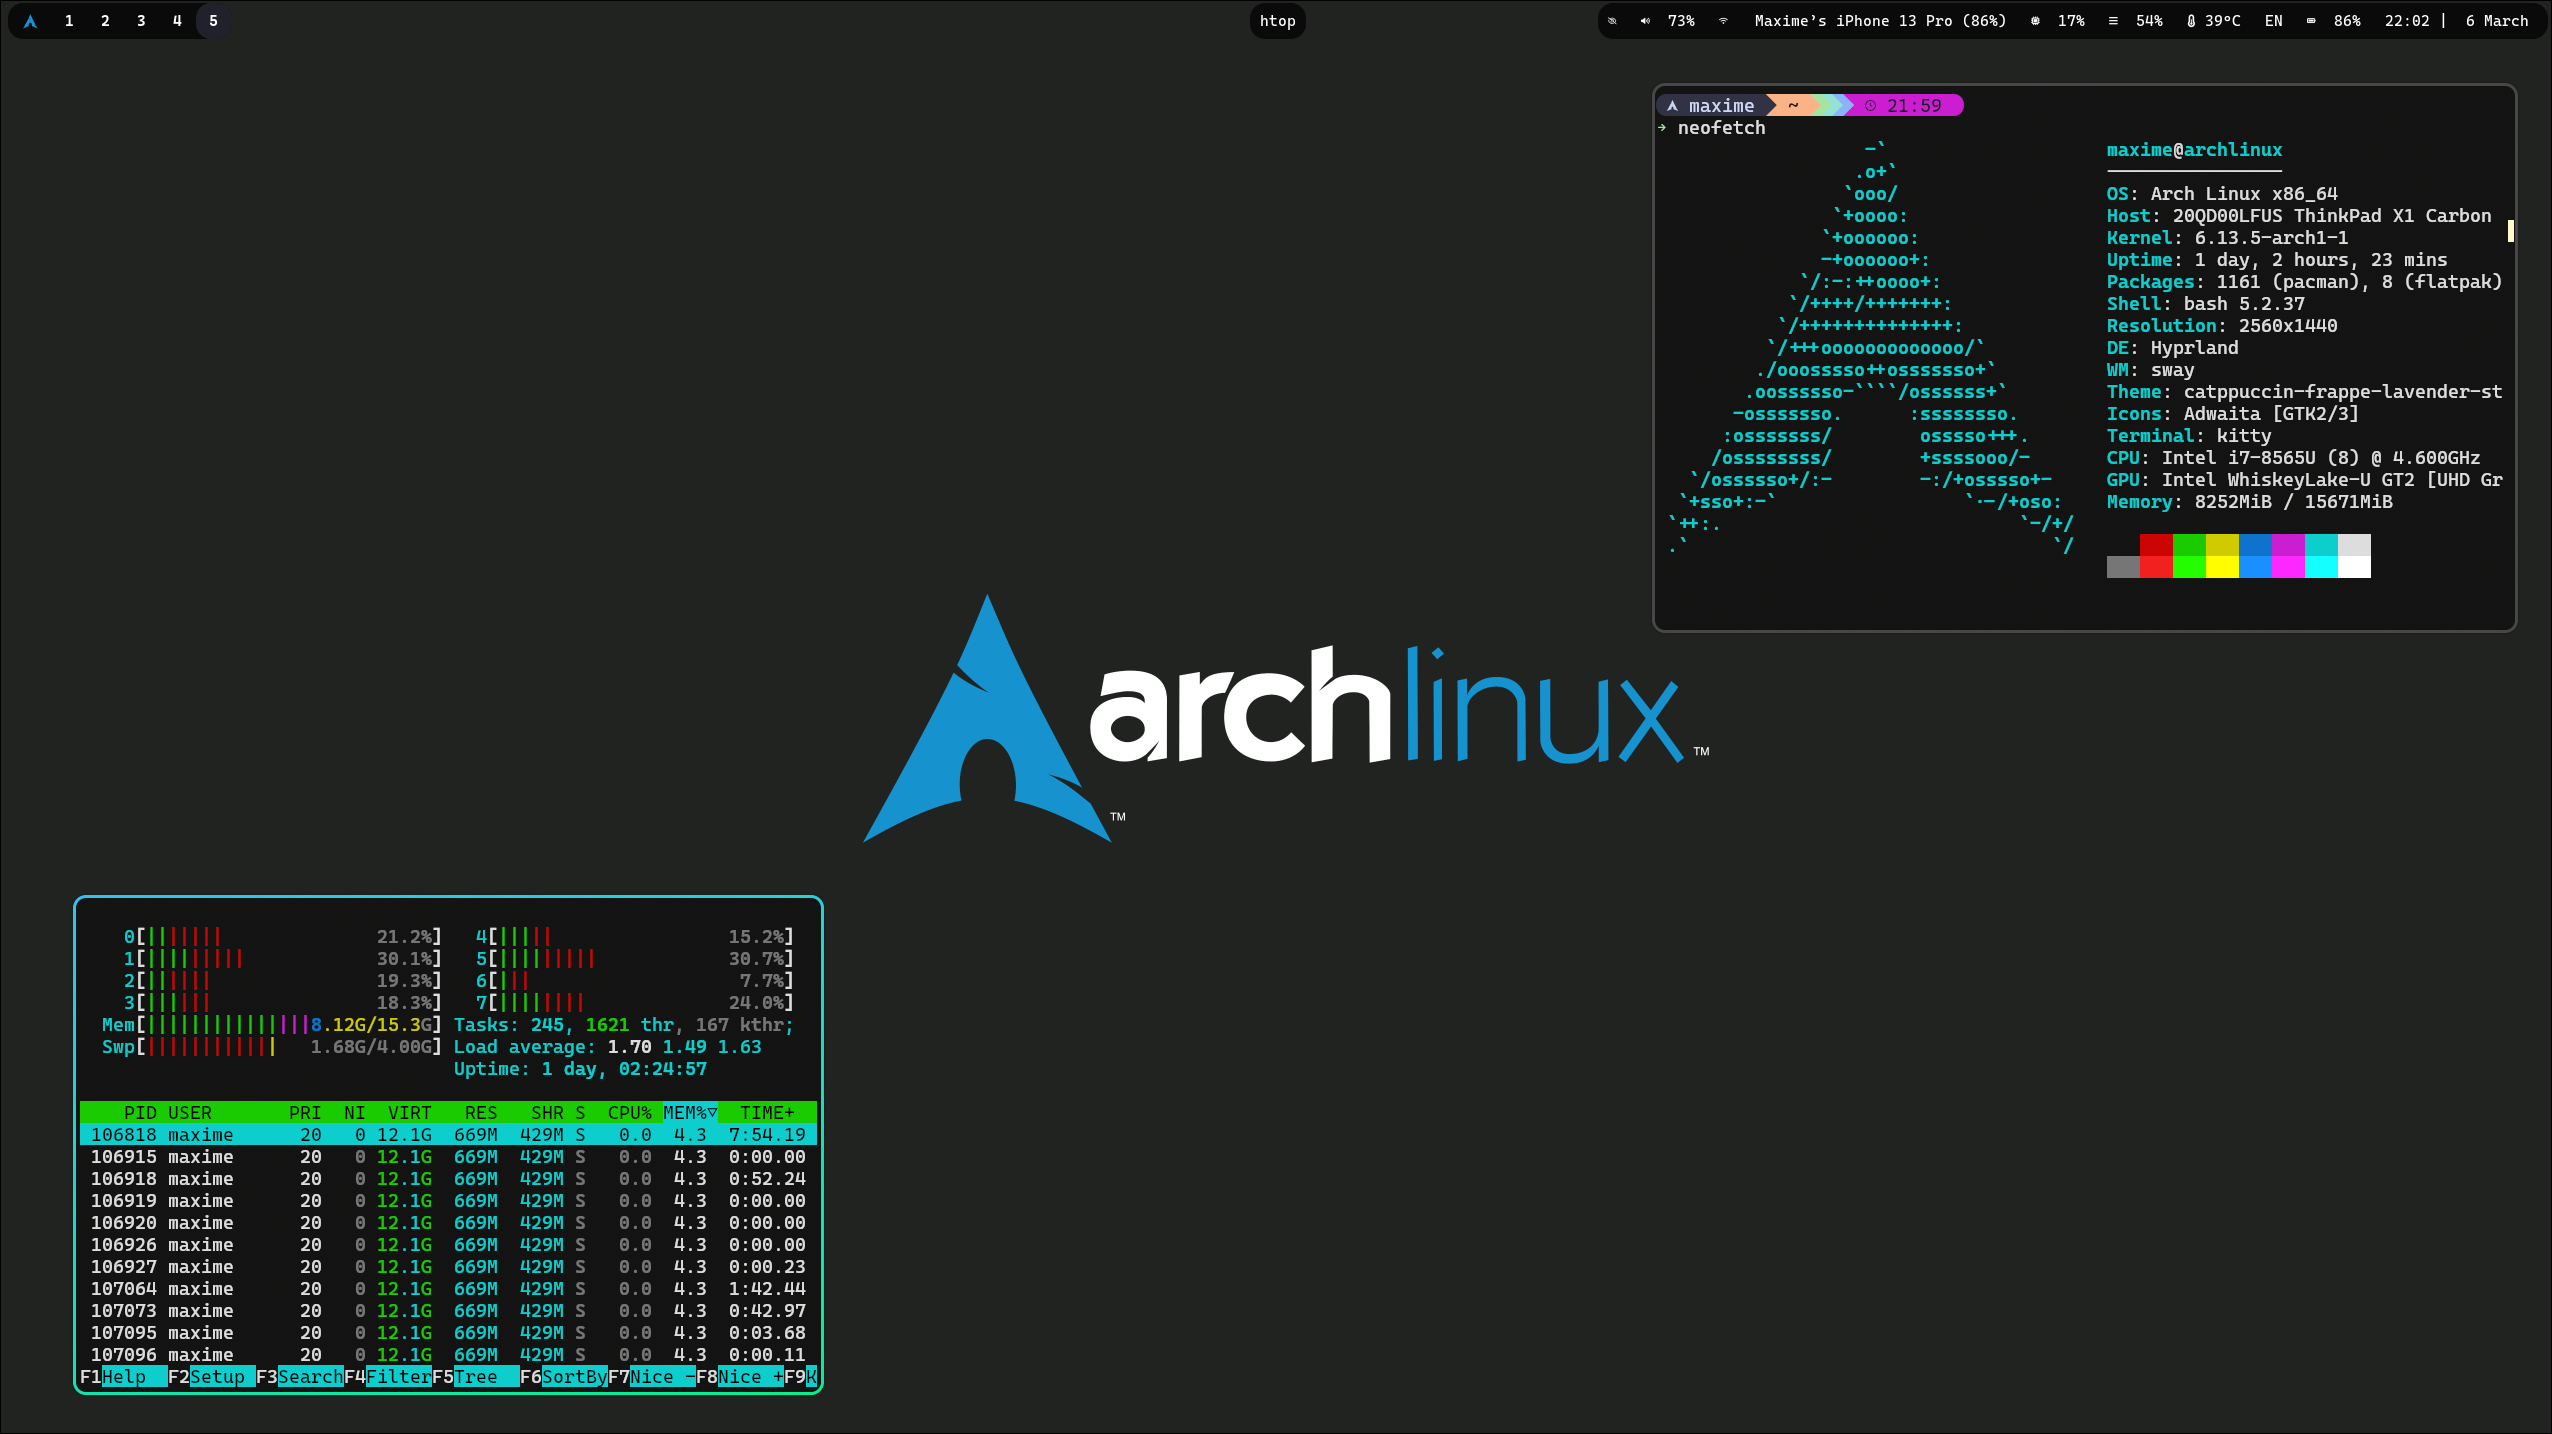 1 2 3 4 5
htop
73% Maxime’s iPhone 13 Pro (86%) 17% 54% 39°C EN 86% 22:02 | 6 March
maxime ~ 21:59
neofetch
maxime@archlinux
OS: Arch Linux x86_64
Host: 20QD00LFUS ThinkPad X1 Carbon
Kernel: 6.13.5-arch1-1
Uptime: 1 day, 2 hours, 23 mins
Packages: 1161 (pacman), 8 (flatpak)
Shell: bash 5.2.37
Resolution: 2560x1440
DE: Hyprland
WM: sway
Theme: catppuccin-frappe-lavender-st
Icons: Adwaita [GTK2/3]
Terminal: kitty
CPU: Intel i7-8565U (8) @ 4.600GHz
GPU: Intel WhiskeyLake-U GT2 [UHD Gr
Memory: 8252MiB / 15671MiB
archlinux™
™
0[|||||||21.2%] 4[|||||15.2%]
1[|||||||||30.1%] 5[|||||||||30.7%]
2[||||||19.3%] 6[|||7.7%]
3[||||||18.3%] 7[||||||||24.0%]
Mem[|||||||||||||||8.12G/15.3G] Tasks: 245, 1621 thr, 167 kthr;
Swp[||||||||||||1.68G/4.00G] Load average: 1.70 1.49 1.63
Uptime: 1 day, 02:24:57
PID USER PRI NI VIRT RES SHR S CPU% MEM%▽ TIME+
106818 maxime 20 0 12.1G 669M 429M S 0.0 4.3 7:54.19
106915 maxime 20 0 12.1G 669M 429M S 0.0 4.3 0:00.00
106918 maxime 20 0 12.1G 669M 429M S 0.0 4.3 0:52.24
106919 maxime 20 0 12.1G 669M 429M S 0.0 4.3 0:00.00
106920 maxime 20 0 12.1G 669M 429M S 0.0 4.3 0:00.00
106926 maxime 20 0 12.1G 669M 429M S 0.0 4.3 0:00.00
106927 maxime 20 0 12.1G 669M 429M S 0.0 4.3 0:00.23
107064 maxime 20 0 12.1G 669M 429M S 0.0 4.3 1:42.44
107073 maxime 20 0 12.1G 669M 429M S 0.0 4.3 0:42.97
107095 maxime 20 0 12.1G 669M 429M S 0.0 4.3 0:03.68
107096 maxime 20 0 12.1G 669M 429M S 0.0 4.3 0:00.11
F1Help F2Setup F3SearchF4FilterF5Tree F6SortByF7Nice -F8Nice +F9K